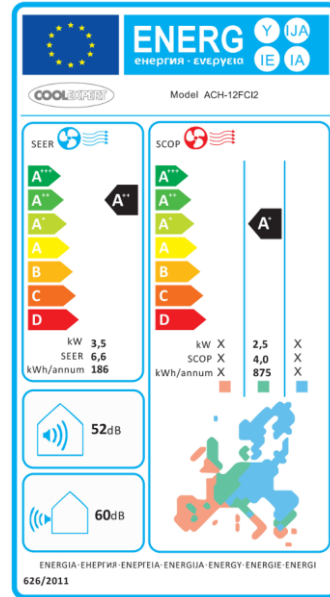 ENERG
енергия · ενεργεια
Y IJA
IE IA
COOLEXPERT
Model ACH-12FCI2
SEER
A+++
A++
A+
A
B
C
D
A++
kW 3,5
SEER 6,6
kWh/annum 186
SCOP
A+++
A++
A+
A
B
C
D
A+
kW X 2,5 X
SCOP X 4,0 X
kWh/annum X 875 X
52dB
60dB
ENERGIA·ЕНЕРГИЯ·ΕΝΕΡΓΕΙΑ·ENERGIJA·ENERGY·ENERGIE·ENERGI
626/2011